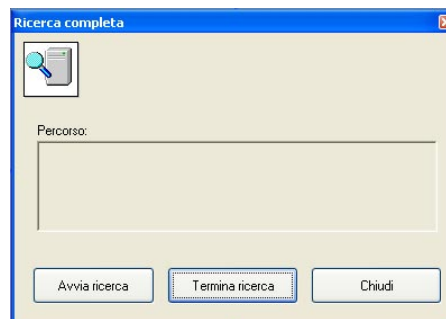 Ricerca completa
Percorso:
Avvia ricerca
Termina ricerca
Chiudi